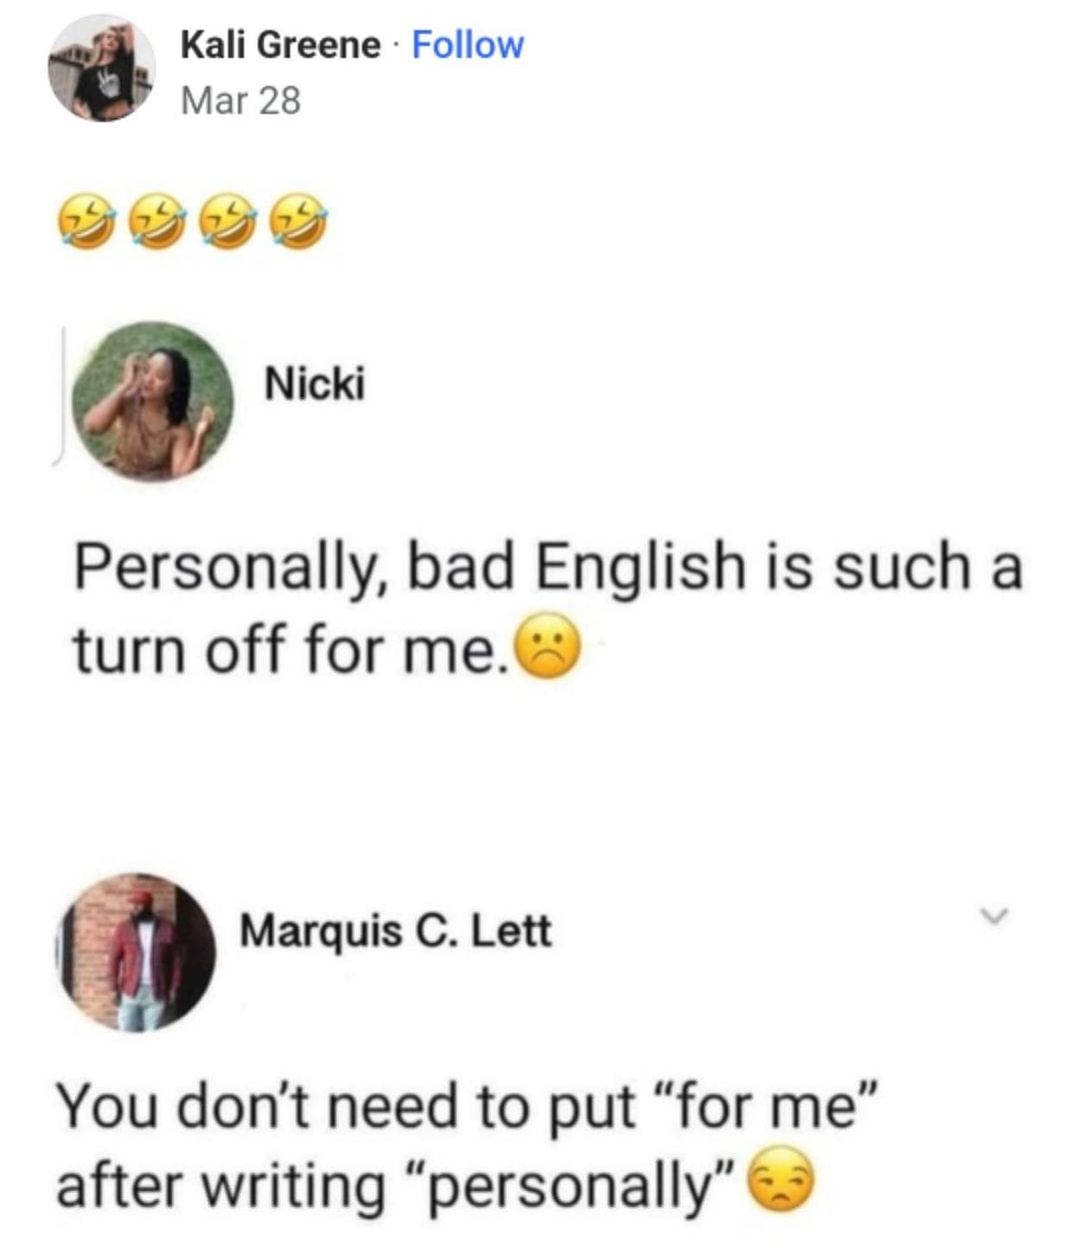 Kali Greene · Follow
Mar 28
🤣🤣🤣🤣
Nicki
Personally, bad English is such a
turn off for me.☹️
Marquis C. Lett
You don't need to put “for me”
after writing “personally”😒